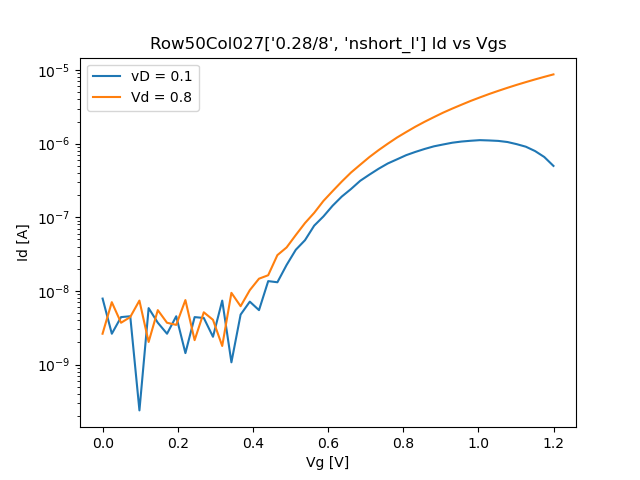 Row50Col027['0.28/8', 'nshort_l'] Id vs Vgs
vD = 0.1
Vd = 0.8
Id [A]
10⁻⁵
10⁻⁶
10⁻⁷
10⁻⁸
10⁻⁹
0.0 0.2 0.4 0.6 0.8 1.0 1.2
Vg [V]